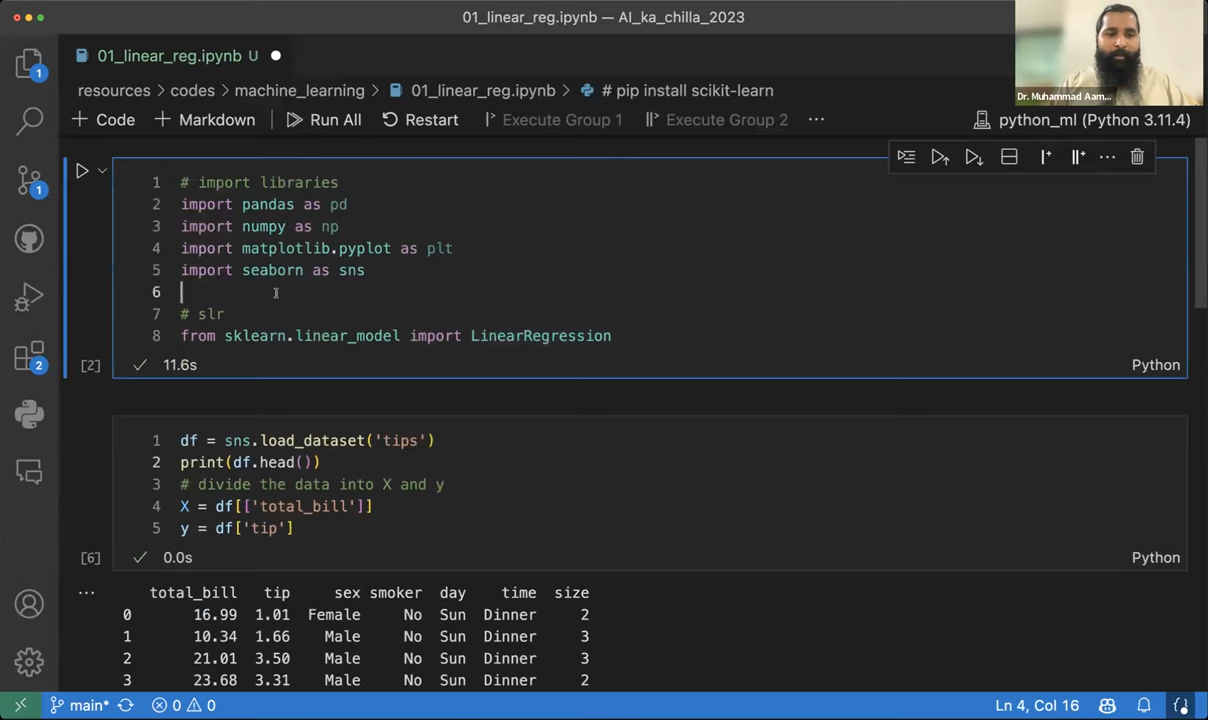 01_linear_reg.ipynb — AI_ka_chilla_2023
01_linear_reg.ipynb U
resources > codes > machine_learning > 01_linear_reg.ipynb > # pip install scikit-learn
+ Code + Markdown Run All Restart Execute Group 1 Execute Group 2 ... python_ml (Python 3.11.4)
Dr. Muhammad Aam...
1 # import libraries
2 import pandas as pd
3 import numpy as np
4 import matplotlib.pyplot as plt
5 import seaborn as sns
6
7 # slr
8 from sklearn.linear_model import LinearRegression
[2] 11.6s Python
1 df = sns.load_dataset('tips')
2 print(df.head())
3 # divide the data into X and y
4 X = df[['total_bill']]
5 y = df['tip']
[6] 0.0s Python
... total_bill tip sex smoker day time size
0 16.99 1.01 Female No Sun Dinner 2
1 10.34 1.66 Male No Sun Dinner 3
2 21.01 3.50 Male No Sun Dinner 3
3 23.68 3.31 Male No Sun Dinner 2
1
1
2
main* 0 0 Ln 4, Col 16